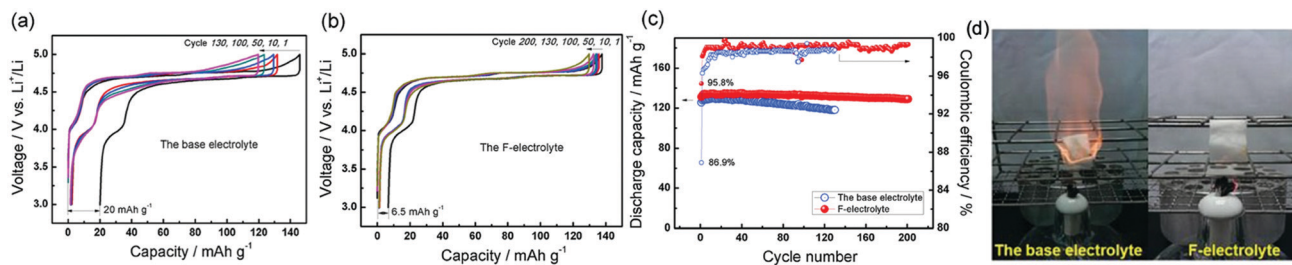 (a)
Cycle 130, 100, 50, 10, 1
5.0
4.5
4.0
3.5
3.0
Voltage / V vs. Li⁺/Li
The base electrolyte
20 mAh g⁻¹
0 20 40 60 80 100 120 140
Capacity / mAh g⁻¹
(b)
Cycle 200, 130, 100, 50, 10, 1
5.0
4.5
4.0
3.5
3.0
Voltage / V vs. Li⁺/Li
The F-electrolyte
6.5 mAh g⁻¹
0 20 40 60 80 100 120 140
Capacity / mAh g⁻¹
(c)
160
120
80
40
0
Discharge capacity / mAh g⁻¹
95.8%
86.9%
The base electrolyte
F-electrolyte
100
98
96
94
92
88
84
80
Coulombic efficiency / %
0 50 100 150 200
Cycle number
(d)
The base electrolyte
F-electrolyte